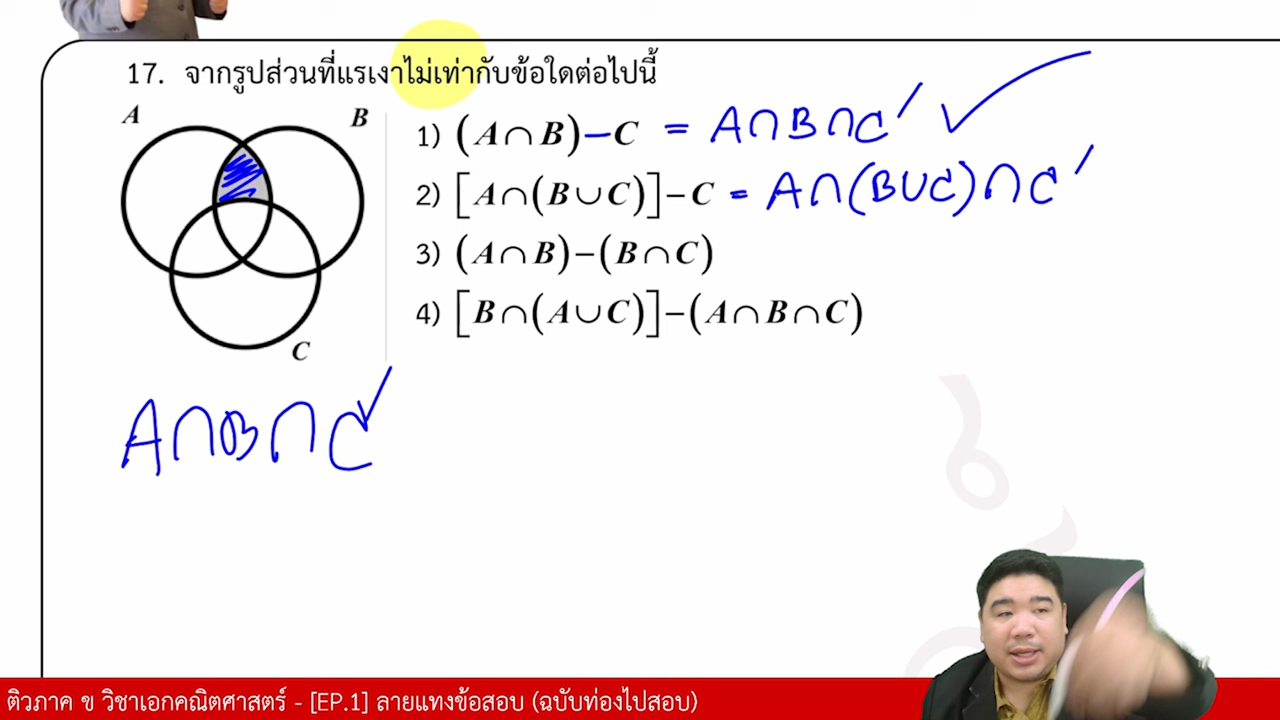 17. จากรูปส่วนที่แรเงาไม่เท่ากับข้อใดต่อไปนี้
A
B
C
1) (A∩B)−C = A∩B∩C′ ✓
2) [A∩(B∪C)]−C = A∩(B∪C)∩C′
3) (A∩B)−(B∩C)
4) [B∩(A∪C)]−(A∩B∩C)
A∩B∩C′
ติวภาค ข วิชาเอกคณิตศาสตร์ - [EP.1] ลายแทงข้อสอบ (ฉบับท่องไปสอบ)